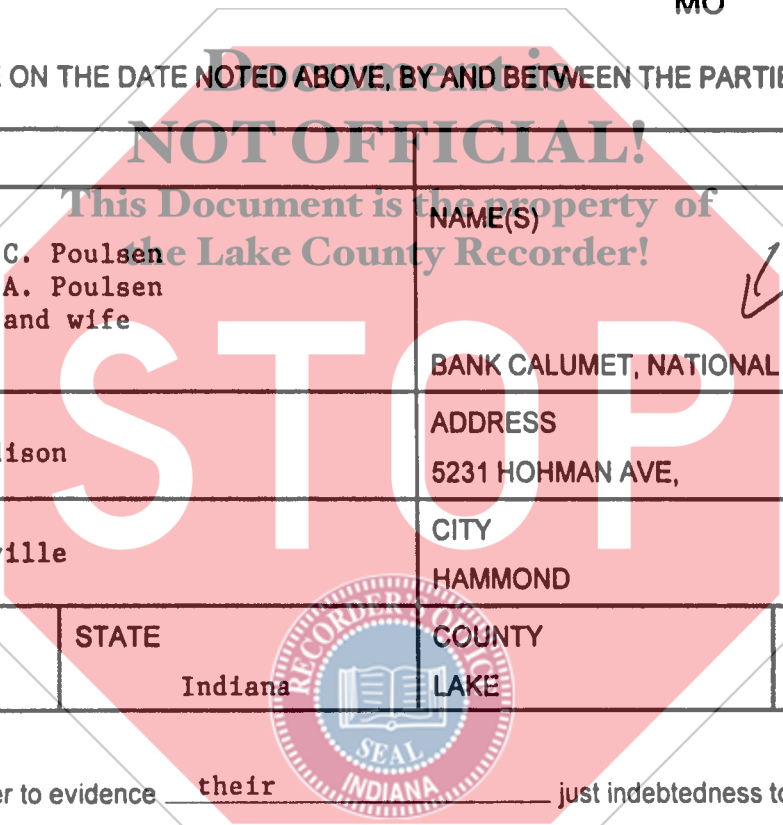 MO
E ON THE DATE NOTED ABOVE, BY AND BETWEEN THE PARTIE
Document is
NOT OFFICIAL!
This Document is the property of
the Lake County Recorder!
C. Poulsen
A. Poulsen
and wife
NAME(S)
BANK CALUMET, NATIONAL
STOP
lison
ADDRESS
5231 HOHMAN AVE,
ville
CITY
HAMMOND
STATE
Indiana
COUNTY
LAKE
RECORDER'S OFFICE
SEAL
INDIANA
er to evidence their just indebtedness to